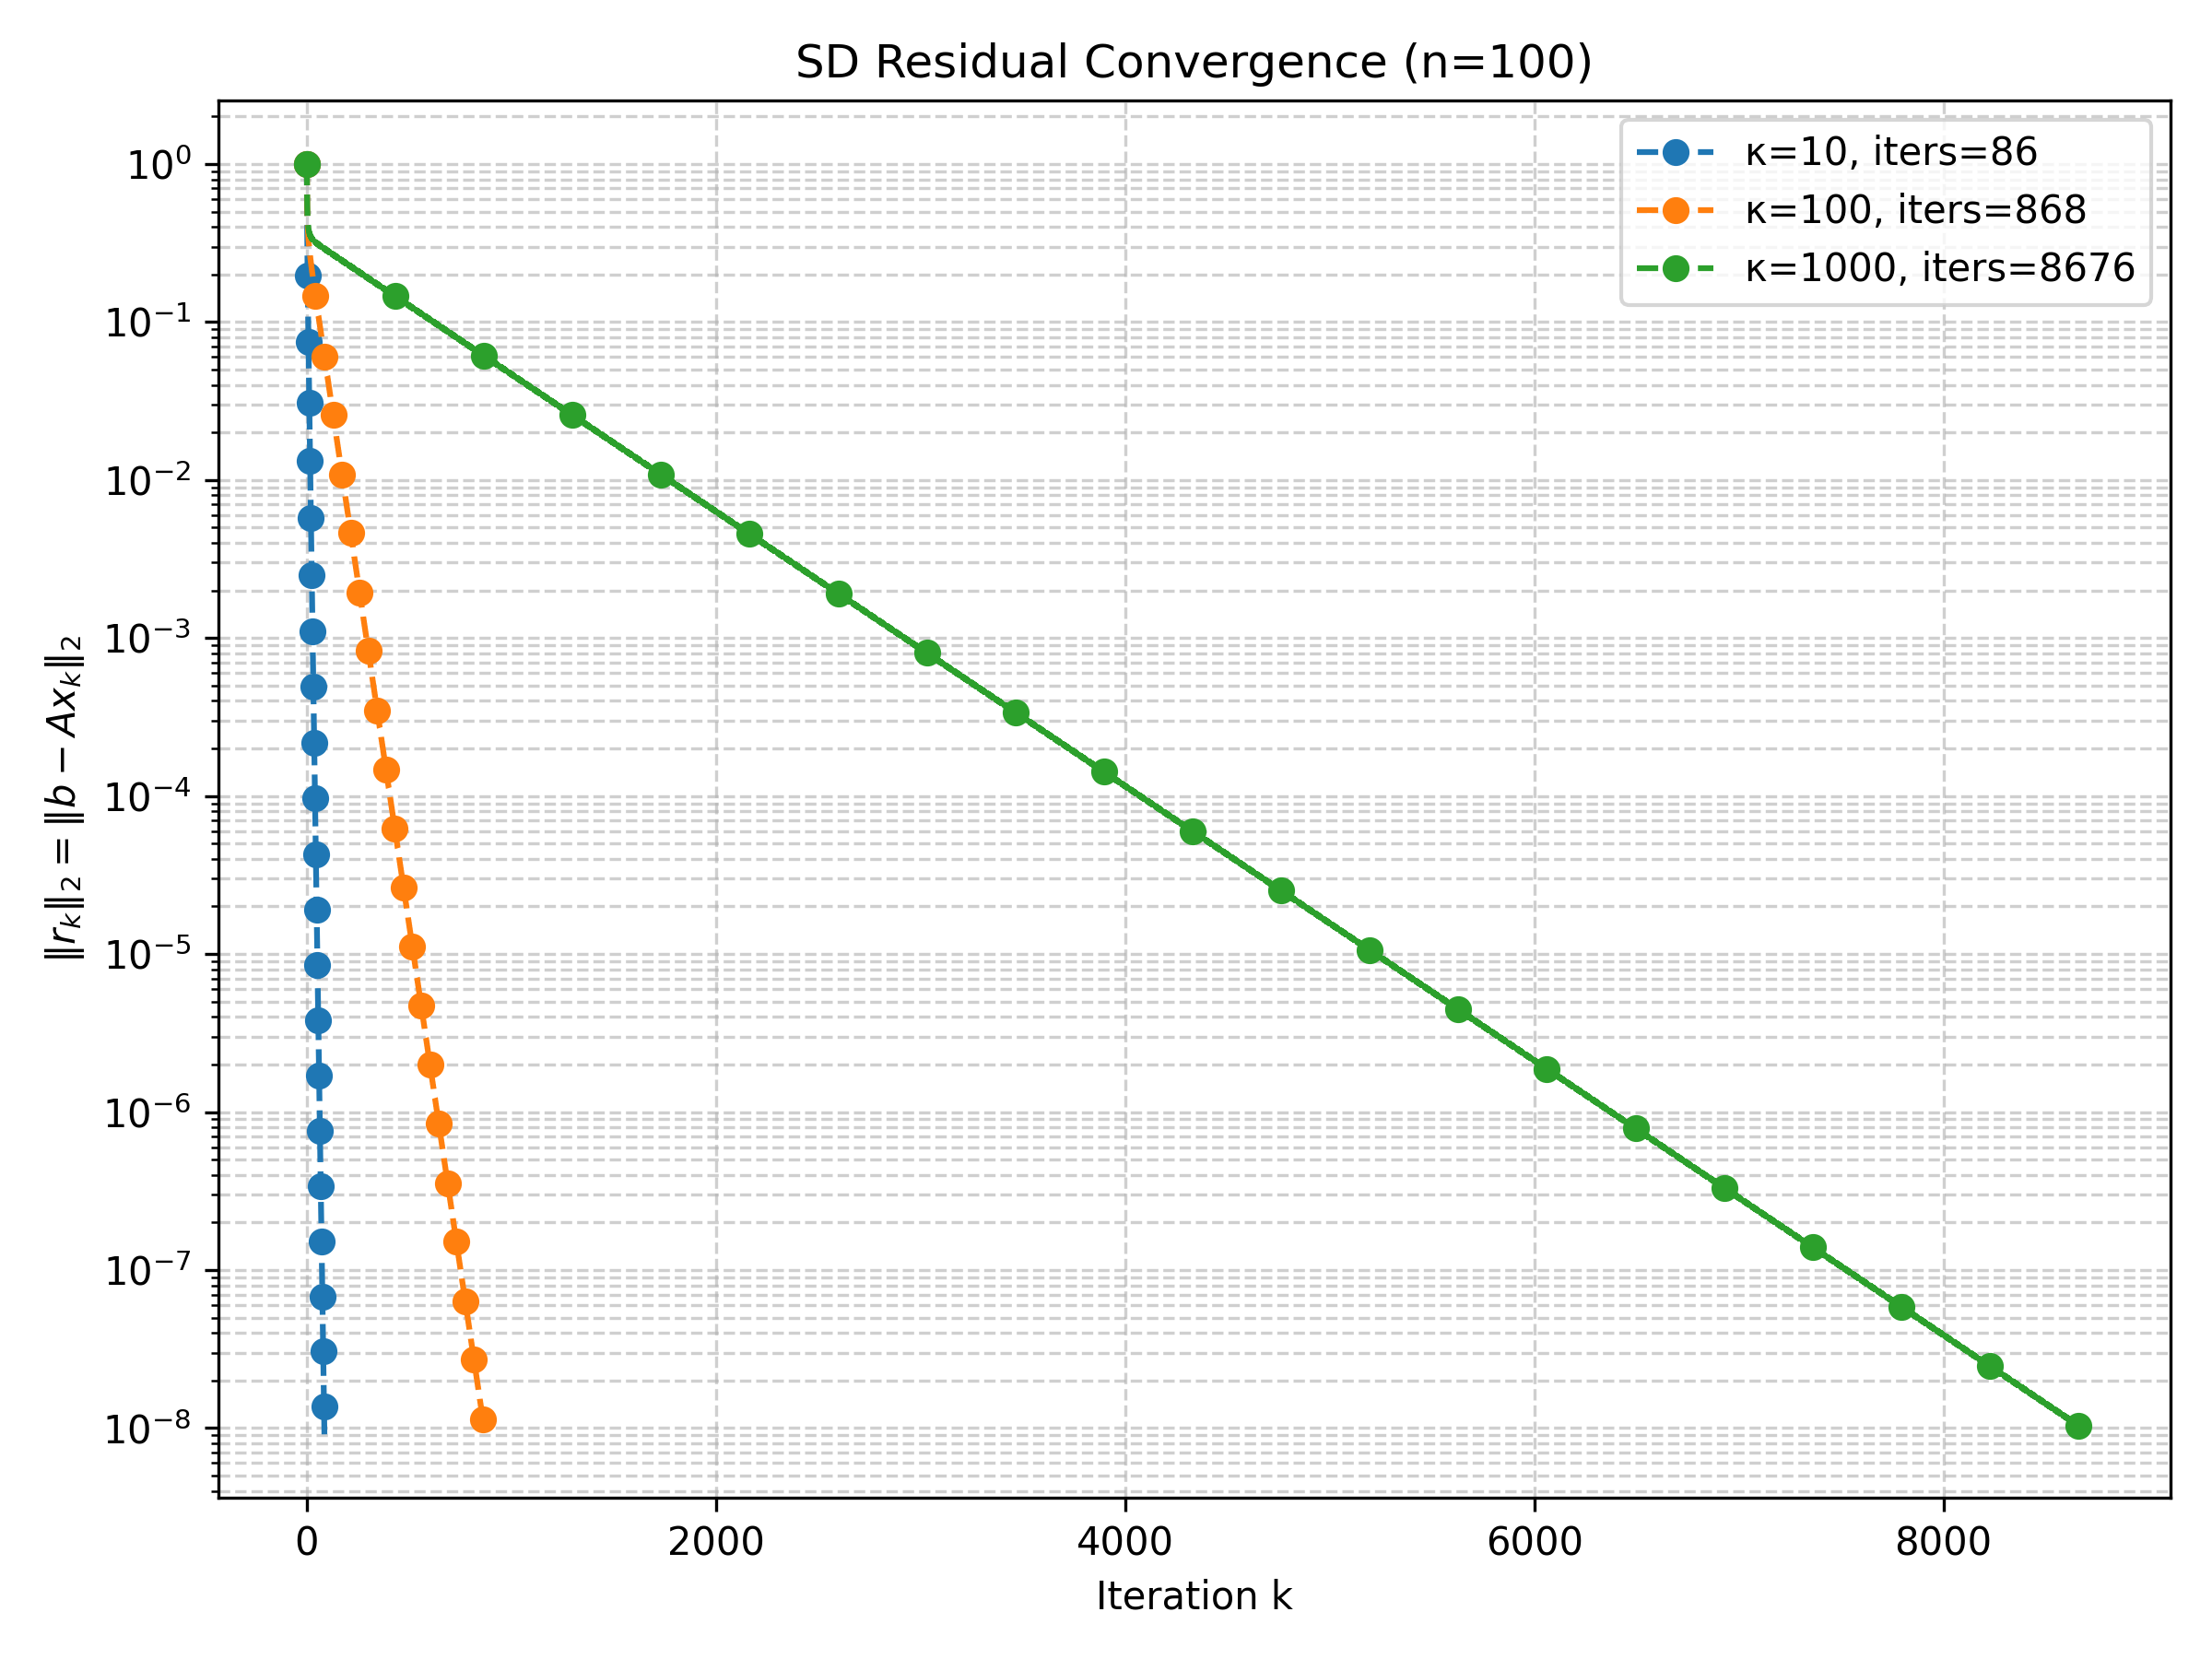 SD Residual Convergence (n=100)
κ=10, iters=86
κ=100, iters=868
κ=1000, iters=8676
10⁰
10⁻¹
10⁻²
10⁻³
10⁻⁴
10⁻⁵
10⁻⁶
10⁻⁷
10⁻⁸
‖r_k‖₂ = ‖b − Ax_k‖₂
0 2000 4000 6000 8000
Iteration k